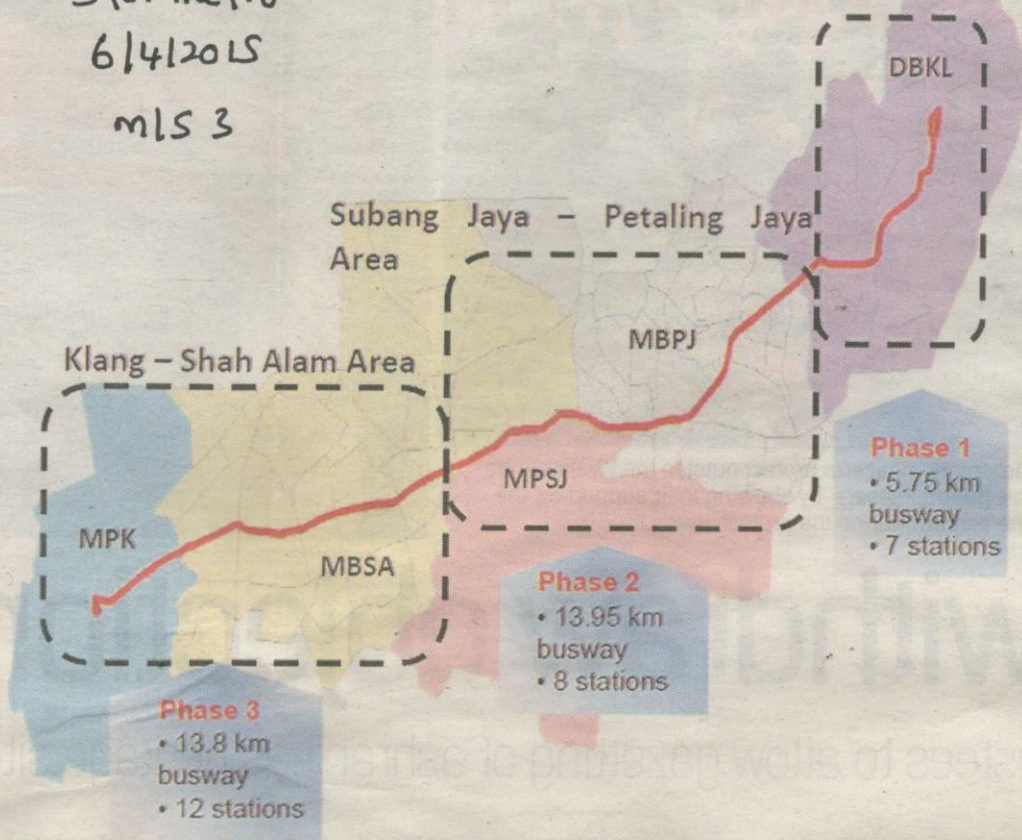 6/4/2015
m/s 3
DBKL
Subang Jaya – Petaling Jaya
Area
MBPJ
Klang – Shah Alam Area
MPSJ
MPK
MBSA
Phase 1
• 5.75 km
busway
• 7 stations
Phase 2
• 13.95 km
busway
• 8 stations
Phase 3
• 13.8 km
busway
• 12 stations